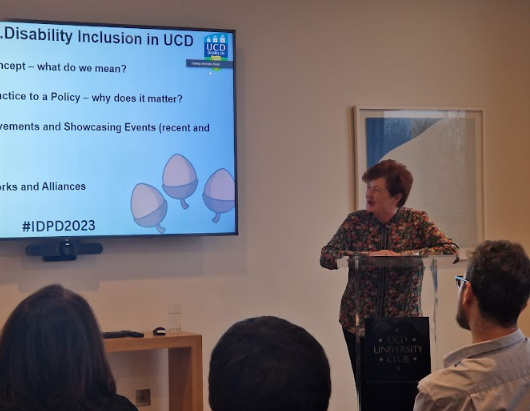 .Disability Inclusion in UCD
UCD
DUBLIN
ncept – what do we mean?
actice to a Policy – why does it matter?
vements and Showcasing Events (recent and
rks and Alliances
#IDPD2023
UCD
UNIVERSITY
CLUB